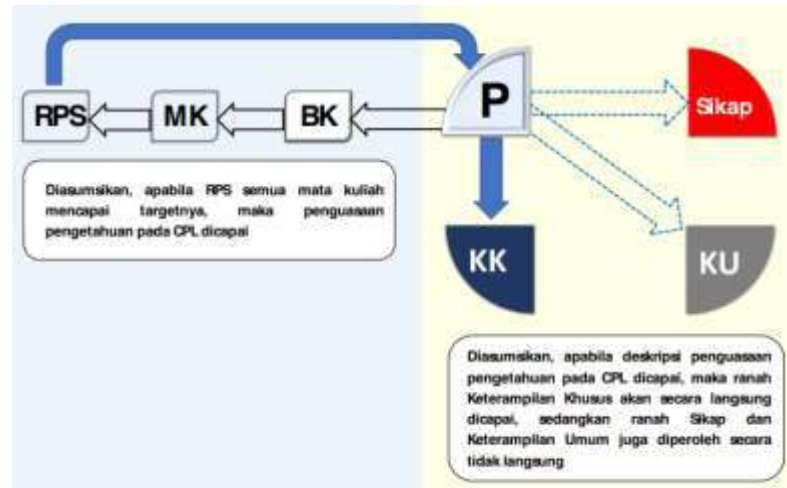 RPS
MK
BK
P
Sikap
Diasumsikan, apabila RPS semua mata kuliah
mencapai targetnya, maka penguasaan
pengetahuan pada CPL dicapai
KK
KU
Diasumsikan, apabila deskripsi penguasaan
pengetahuan pada CPL dicapai, maka ranah
Keterampilan Khusus akan secara langsung
dicapai, sedangkan ranah Sikap dan
Keterampilan Umum juga diperoleh secara
tidak langsung